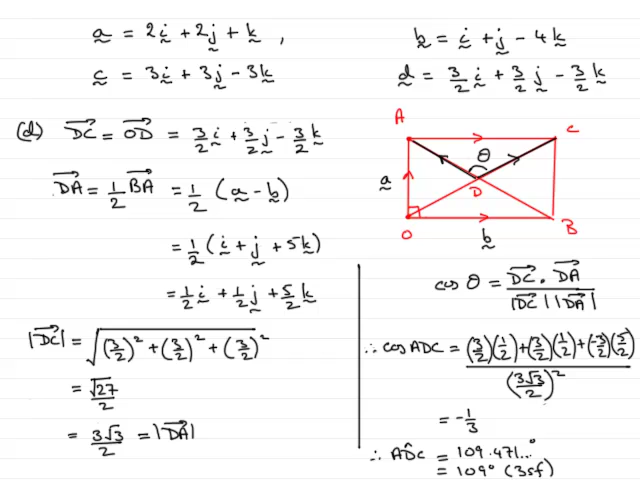 a = 2i + 2j + k ,
b = i + j - 4k
c = 3i + 3j - 3k
d = 3/2 i + 3/2 j - 3/2 k
(d) DC→ = OD→ = 3/2 i + 3/2 j - 3/2 k
DA→ = 1/2 BA→ = 1/2 (a - b)
= 1/2 (i + j + 5k)
= 1/2 i + 1/2 j + 5/2 k
|DC→| = √((3/2)² + (3/2)² + (3/2)²)
= √27/2
= 3√3/2 = |DA→|
A
C
θ
a
D
O
b
B
cos θ = DC→ . DA→ / |DC→| |DA→|
∴ cos ADC = (3/2)(1/2) + (3/2)(1/2) + (-3/2)(5/2) / (3√3/2)²
= -1/3
∴ AD̂C = 109.471...°
= 109° (3sf)